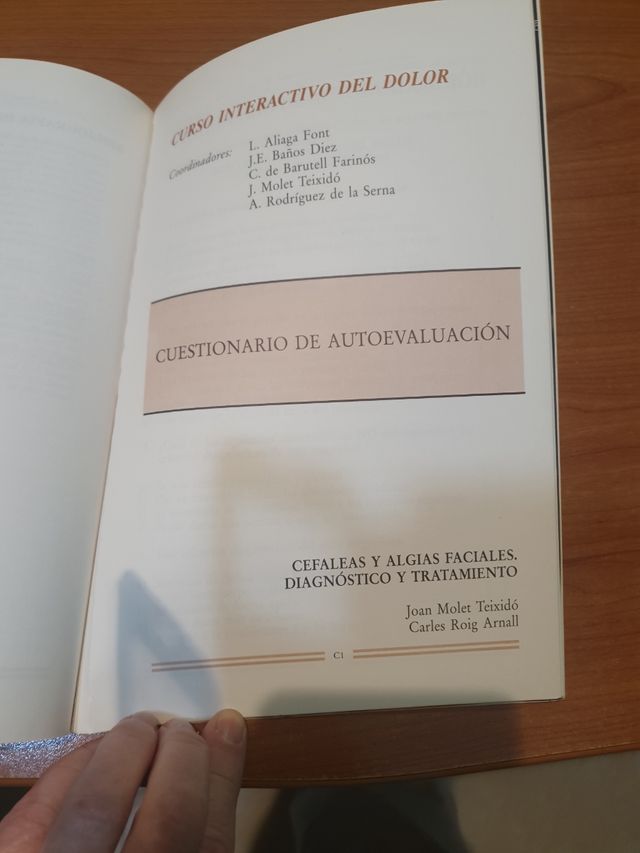 CURSO INTERACTIVO DEL DOLOR
Coordinadores: L. Aliaga Font
J.E. Baños Díez
C. de Barutell Farinós
J. Molet Teixidó
A. Rodríguez de la Serna
CUESTIONARIO DE AUTOEVALUACIÓN
CEFALEAS Y ALGIAS FACIALES.
DIAGNÓSTICO Y TRATAMIENTO
Joan Molet Teixidó
Carles Roig Arnall
C1